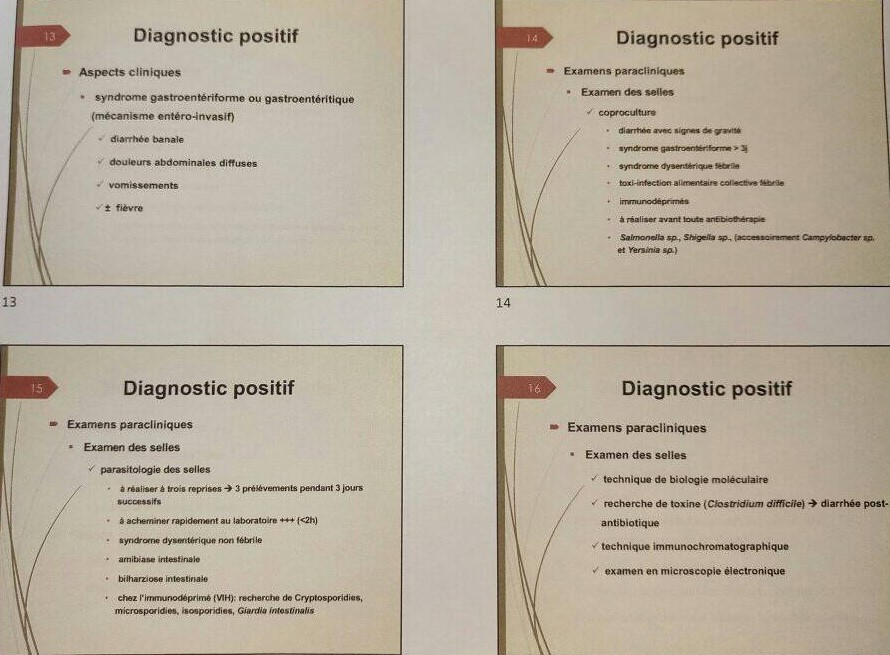 13
Diagnostic positif
Aspects cliniques
syndrome gastroentériforme ou gastroentéritique
(mécanisme entéro-invasif)
✓ diarrhée banale
✓ douleurs abdominales diffuses
✓ vomissements
✓ ± fièvre
13
14
Diagnostic positif
Examens paracliniques
Examen des selles
✓ coproculture
diarrhée avec signes de gravité
syndrome gastroentériforme > 3j
syndrome dysentérique fébrile
toxi-infection alimentaire collective fébrile
immunodéprimés
à réaliser avant toute antibiothérapie
Salmonella sp., Shigella sp., (accessoirement Campylobacter sp.
et Yersinia sp.)
14
15
Diagnostic positif
Examens paracliniques
Examen des selles
✓ parasitologie des selles
à réaliser à trois reprises → 3 prélévements pendant 3 jours
successifs
à acheminer rapidement au laboratoire +++ (<2h)
syndrome dysentérique non fébrile
amibiase intestinale
bilharziose intestinale
chez l'immunodéprimé (VIH): recherche de Cryptosporidies,
microsporidies, isosporidies, Giardia intestinalis
16
Diagnostic positif
Examens paracliniques
Examen des selles
✓ technique de biologie moléculaire
✓ recherche de toxine (Clostridium difficile) → diarrhée post-
antibiotique
✓ technique immunochromatographique
✓ examen en microscopie électronique